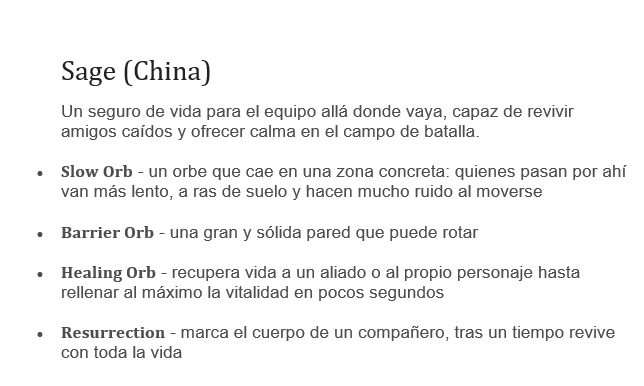 Sage (China)
Un seguro de vida para el equipo allá donde vaya, capaz de revivir
amigos caídos y ofrecer calma en el campo de batalla.
• Slow Orb - un orbe que cae en una zona concreta: quienes pasan por ahí
van más lento, a ras de suelo y hacen mucho ruido al moverse
• Barrier Orb - una gran y sólida pared que puede rotar
• Healing Orb - recupera vida a un aliado o al propio personaje hasta
rellenar al máximo la vitalidad en pocos segundos
• Resurrection - marca el cuerpo de un compañero, tras un tiempo revive
con toda la vida